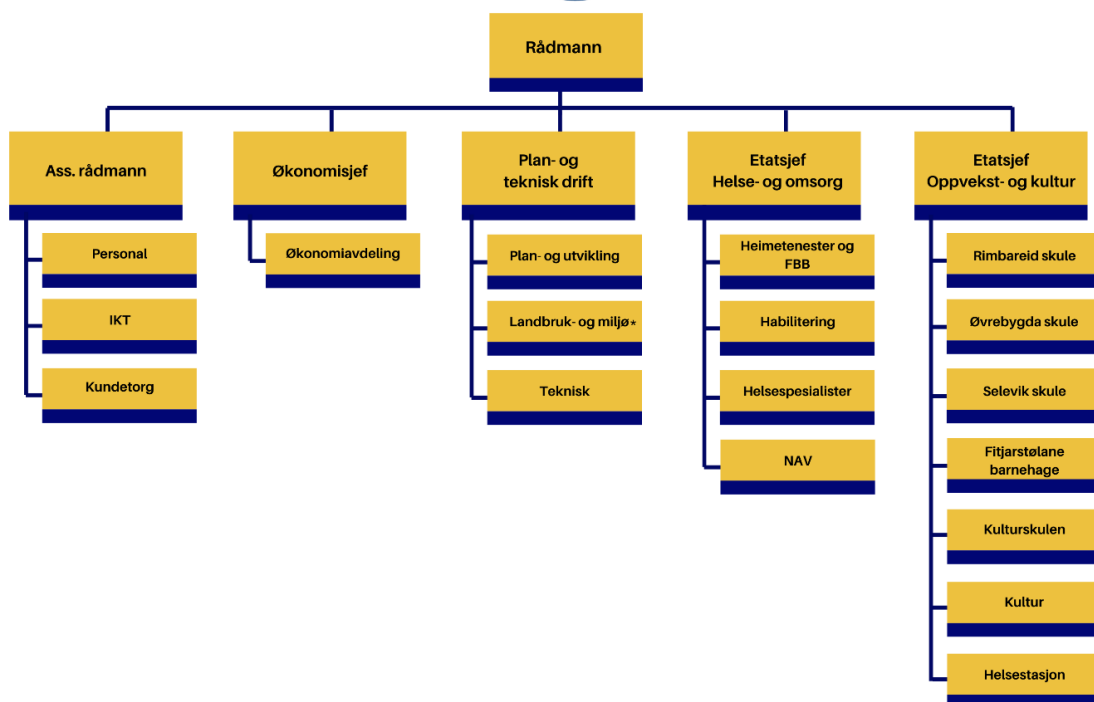 Rådmann
Ass. rådmann
Personal
IKT
Kundetorg
Økonomisjef
Økonomiavdeling
Plan- og
teknisk drift
Plan- og utvikling
Landbruk- og miljø*
Teknisk
Etatsjef
Helse- og omsorg
Heimetenester og
FBB
Habilitering
Helsespesialister
NAV
Etatsjef
Oppvekst- og kultur
Rimbareid skule
Øvrebygda skule
Selevik skule
Fitjarstølane
barnehage
Kulturskulen
Kultur
Helsestasjon